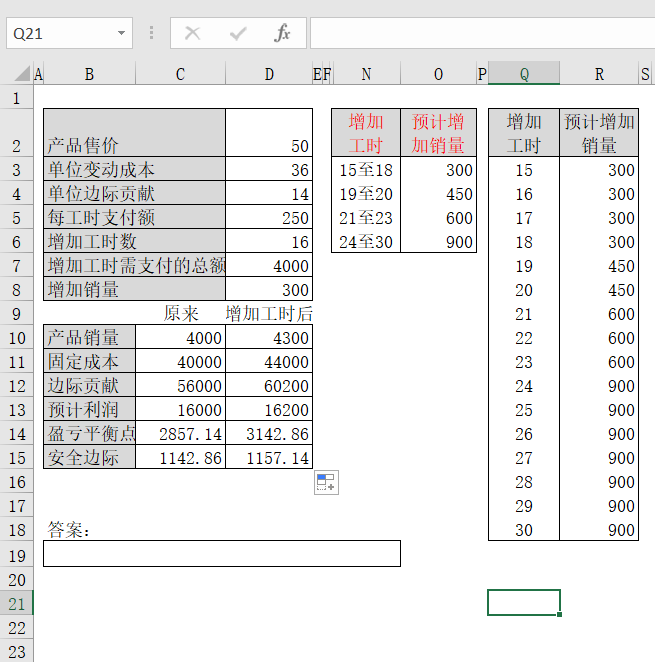 Q21 fx
A B C D E F N O P Q R S
1
2 产品售价 50 增加工时 预计增加销量 增加工时 预计增加销量
3 单位变动成本 36 15至18 300 15 300
4 单位边际贡献 14 19至20 450 16 300
5 每工时支付额 250 21至23 600 17 300
6 增加工时数 16 24至30 900 18 300
7 增加工时需支付的总额 4000 19 450
8 增加销量 300 20 450
9 原来 增加工时后 21 600
10 产品销量 4000 4300 22 600
11 固定成本 40000 44000 23 600
12 边际贡献 56000 60200 24 900
13 预计利润 16000 16200 25 900
14 盈亏平衡点 2857.14 3142.86 26 900
15 安全边际 1142.86 1157.14 27 900
16 28 900
17 29 900
18 答案： 30 900
19
20
21
22
23